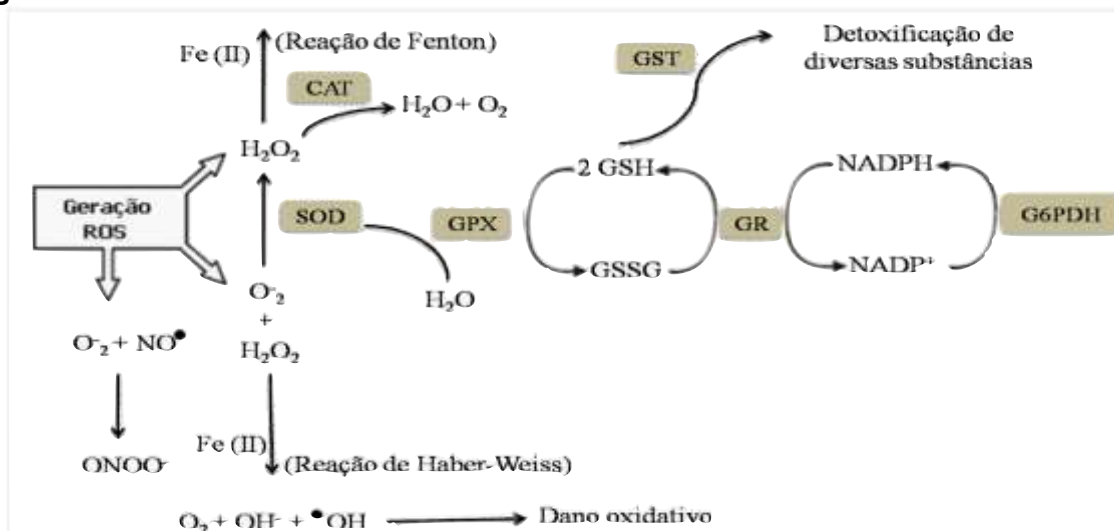 Fe (II) (Reação de Fenton)
CAT
H₂O + O₂
H₂O₂
Geração
ROS
SOD
H₂O
O⁻₂
+
H₂O₂
O⁻₂ + NO•
ONOO⁻
Fe (II) (Reação de Haber-Weiss)
O₂ + OH⁻ + •OH
Dano oxidativo
GST
Detoxificação de
diversas substâncias
GPX
2 GSH
GSSG
GR
NADPH
NADP⁺
G6PDH